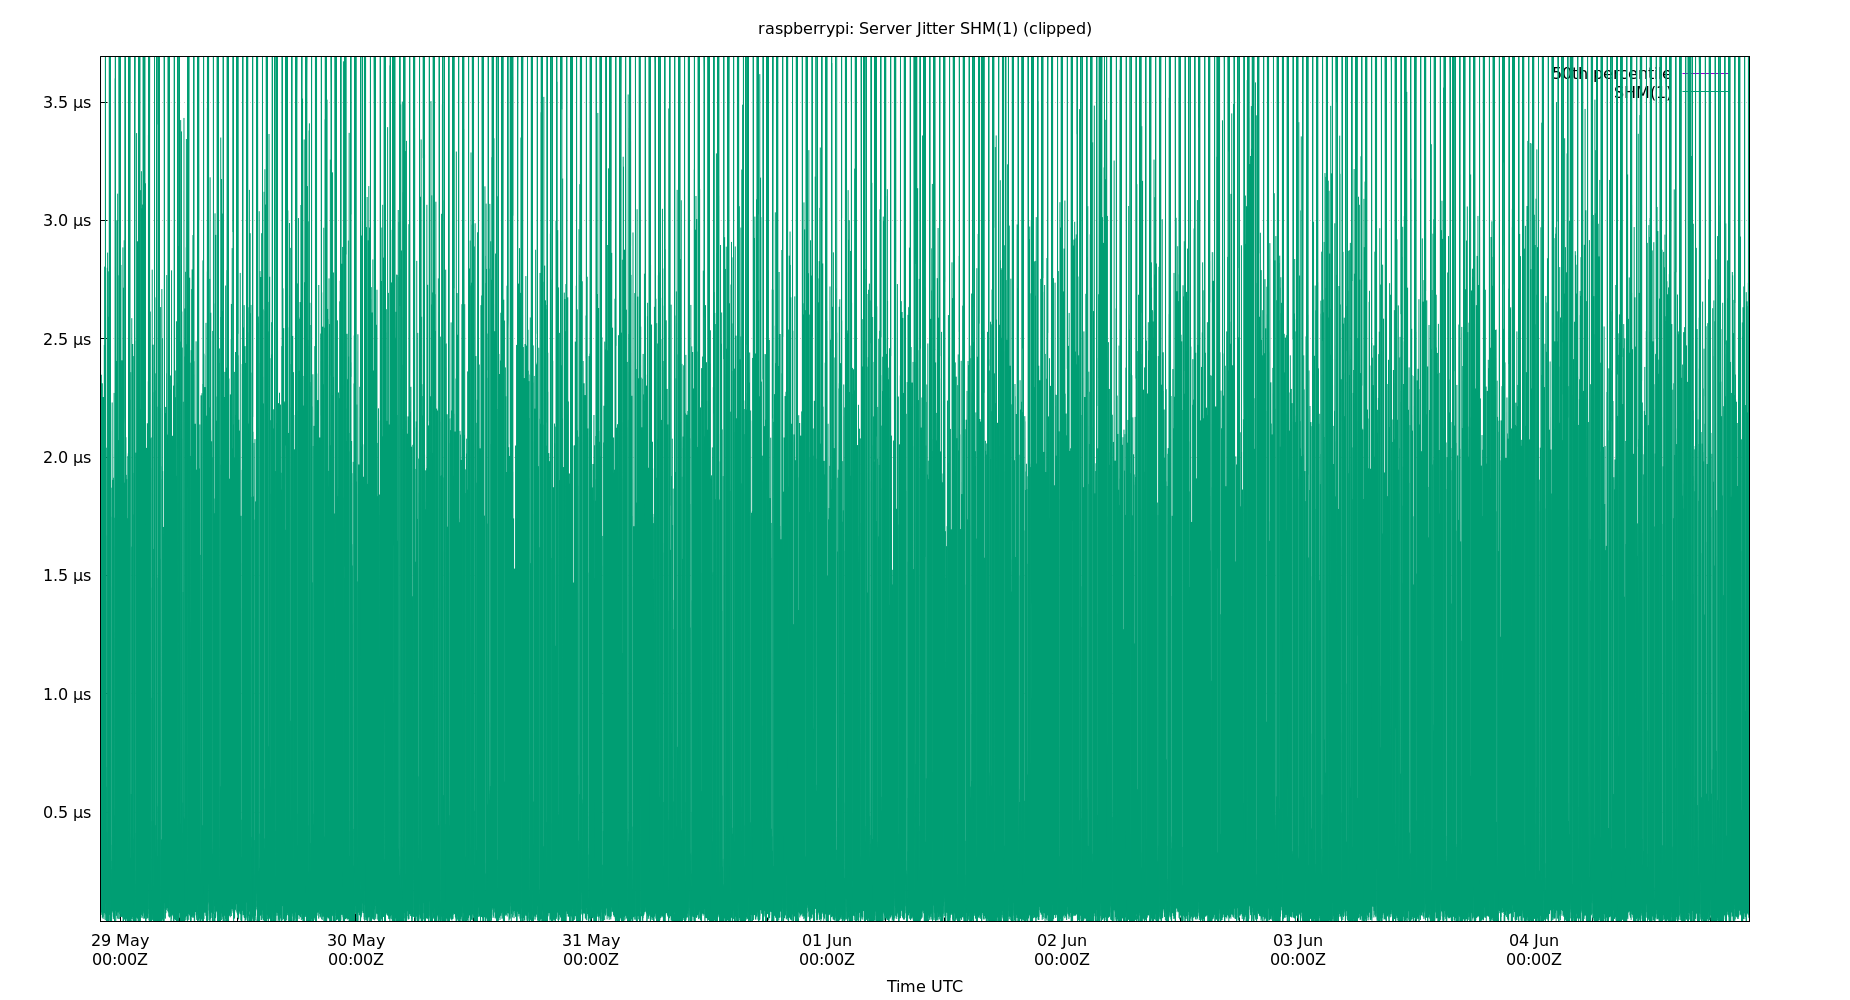 raspberrypi: Server Jitter SHM(1) (clipped)
50th percentile
SHM(1)
3.5 µs
3.0 µs
2.5 µs
2.0 µs
1.5 µs
1.0 µs
0.5 µs
29 May 30 May 31 May 01 Jun 02 Jun 03 Jun 04 Jun
00:00Z 00:00Z 00:00Z 00:00Z 00:00Z 00:00Z 00:00Z
Time UTC